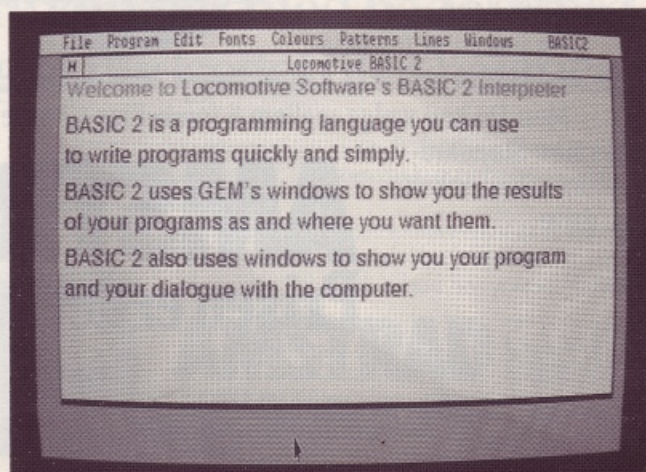 File Program Edit Fonts Colours Patterns Lines Windows BASIC2
Locomotive BASIC 2
Welcome to Locomotive Software's BASIC 2 Interpreter
BASIC 2 is a programming language you can use
to write programs quickly and simply.
BASIC 2 uses GEM's windows to show you the results
of your programs as and where you want them.
BASIC 2 also uses windows to show you your program
and your dialogue with the computer.